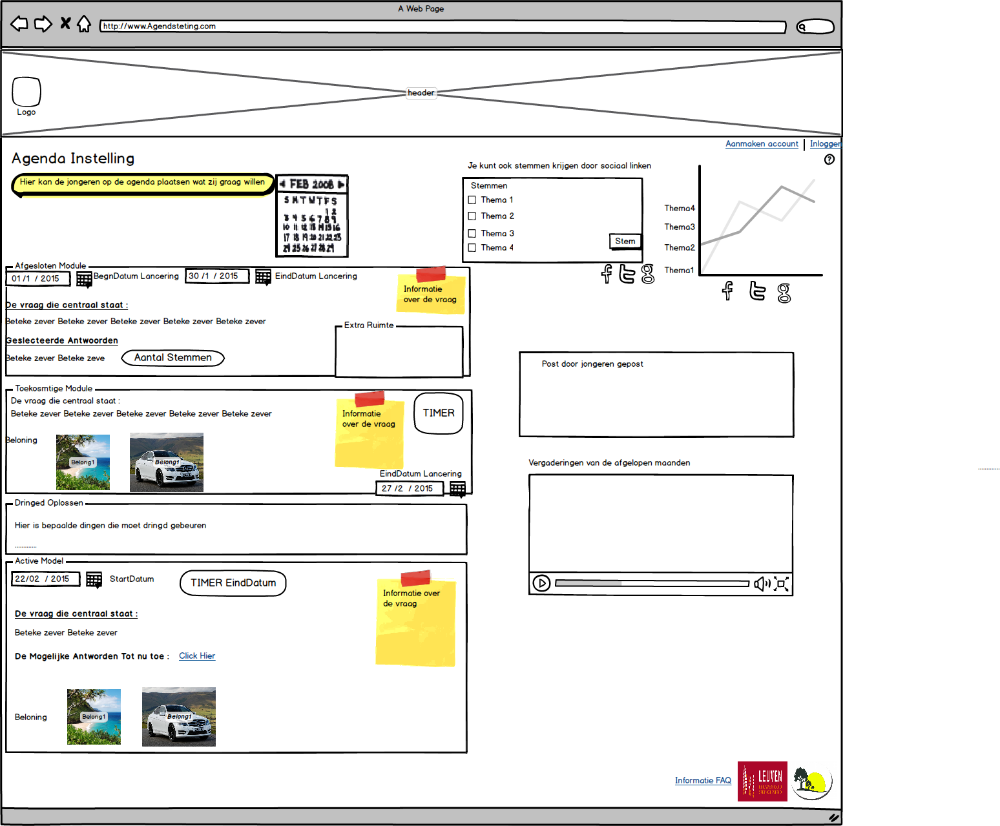 A Web Page
http://www.Agendsteting.com
header
Logo
Aanmaken account
Inloggen
Agenda Instelling
?
Hier kan de jongeren op de agenda plaatsen wat zij graag willen
FEB 2008
S M T W T F S
1 2
3 4 5 6 7 8 9
10 11 12 13 14 15 16
17 18 19 20 21 22 23
24 25 26 27 28 29
Je kunt ook stemmen krijgen door sociaal linken
Stemmen
Thema 1
Thema 2
Thema 3
Thema 4
Stem
f t g
Thema4
Thema3
Thema2
Thema1
f t g
Afgesloten Module
01 /1 / 2015
BegnDatum Lancering
30 /1 / 2015
EindDatum Lancering
Informatie
over de vraag
De vraag die centraal staat :
Beteke zever Beteke zever Beteke zever Beteke zever Beteke zever
Geslecteerde Antwoorden
Beteke zever Beteke zeve
Aantal Stemmen
Extra Ruimte
Post door jongeren gepost
Toekosmtige Module
De vraag die centraal staat :
Beteke zever Beteke zever Beteke zever Beteke zever Beteke zever
Informatie
over de vraag
TIMER
Beloning
Belong1
Belong1
EindDatum Lancering
27 /2 / 2015
Vergaderingen van de afgelopen maanden
.............
Dringed Oplossen
Hier is bepaalde dingen die moet dringd gebeuren
.............
Active Model
22/02 / 2015
StartDatum
TIMER EindDatum
Informatie over
de vraag
De vraag die centraal staat :
Beteke zever Beteke zever
De Mogelijke Antworden Tot nu toe :
Click Hier
Beloning
Belong1
Belong1
Informatie FAQ
LEUVEN